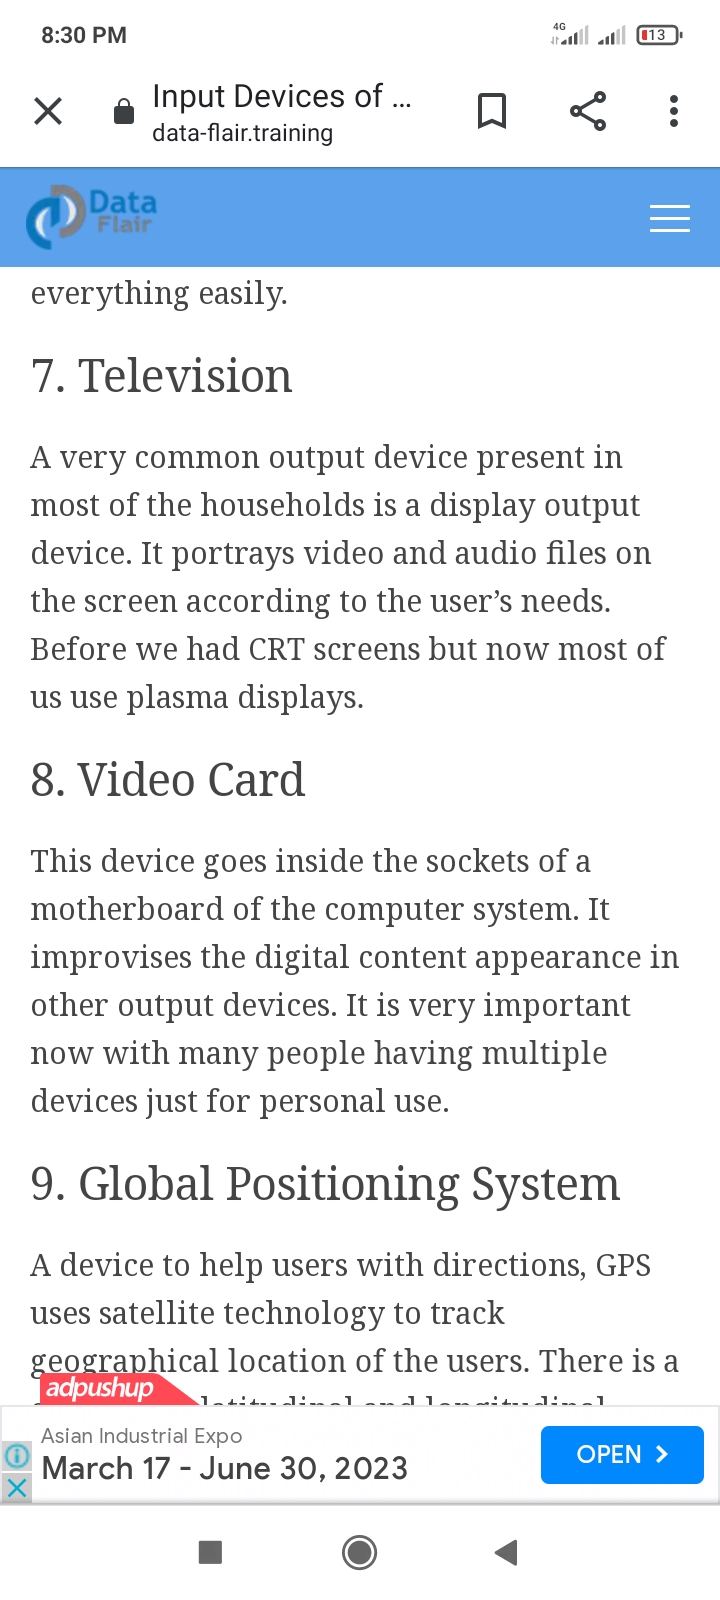 8:30 PM
4G
13
Input Devices of ...
data-flair.training
Data
Flair
everything easily.
7. Television
A very common output device present in
most of the households is a display output
device. It portrays video and audio files on
the screen according to the user’s needs.
Before we had CRT screens but now most of
us use plasma displays.
8. Video Card
This device goes inside the sockets of a
motherboard of the computer system. It
improvises the digital content appearance in
other output devices. It is very important
now with many people having multiple
devices just for personal use.
9. Global Positioning System
A device to help users with directions, GPS
uses satellite technology to track
geographical location of the users. There is a
latitudinal and longitudinal
adpushup
Asian Industrial Expo
March 17 - June 30, 2023
OPEN